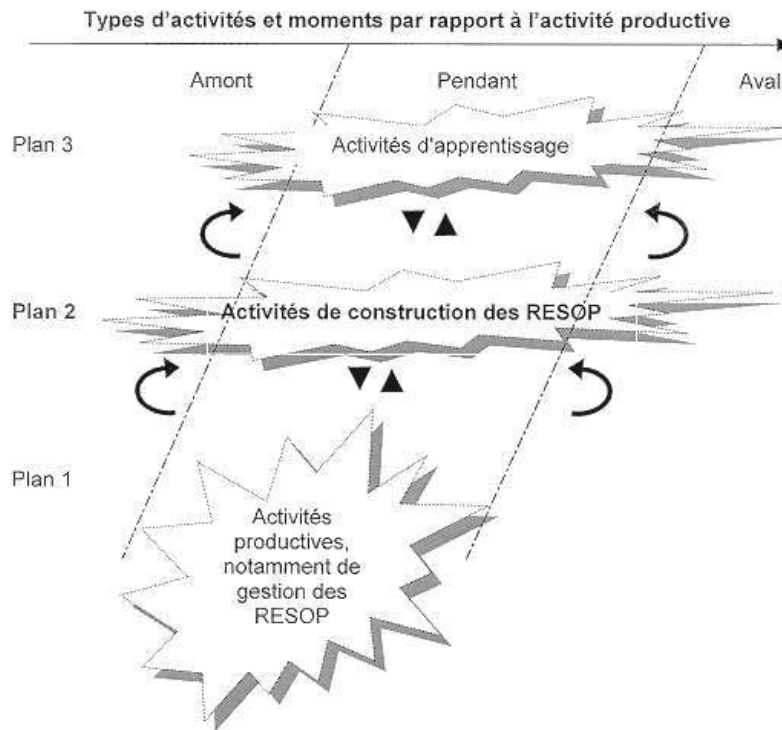 Types d'activités et moments par rapport à l'activité productive
Amont
Pendant
Aval
Plan 3
Activités d'apprentissage
Plan 2
Activités de construction des RESOP
Plan 1
Activités
productives,
notamment de
gestion des
RESOP